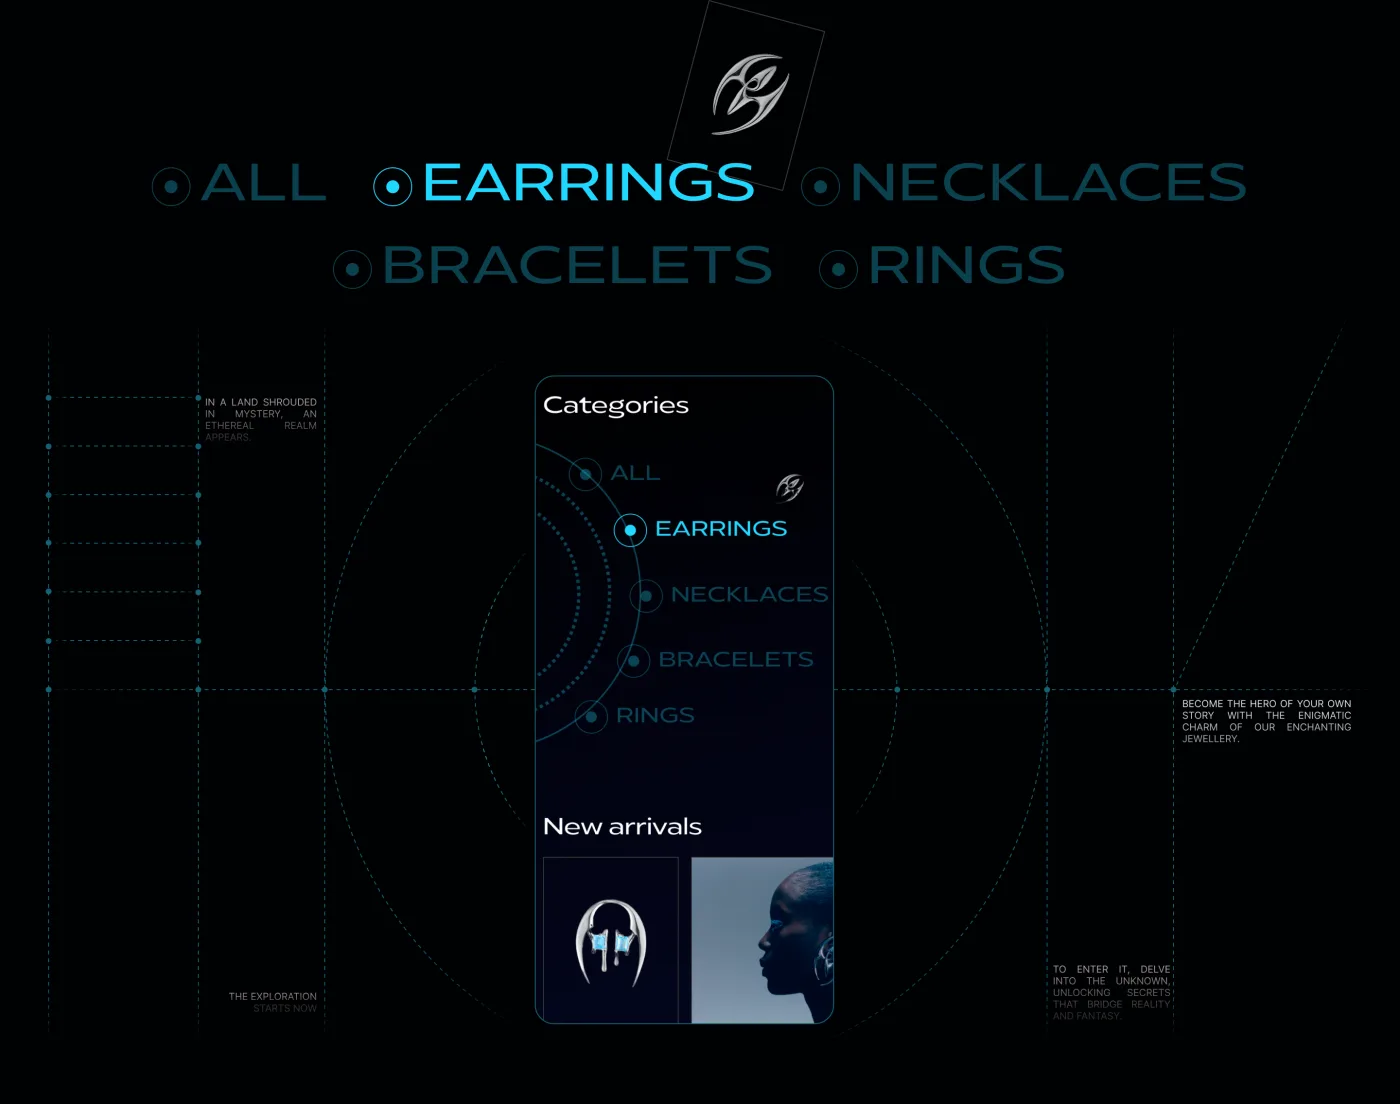 ALL EARRINGS NECKLACES
BRACELETS RINGS
IN A LAND SHROUDED
IN MYSTERY, AN
ETHEREAL REALM
APPEARS.
Categories
ALL
EARRINGS
NECKLACES
BRACELETS
RINGS
BECOME THE HERO OF YOUR OWN
STORY WITH THE ENIGMATIC
CHARM OF OUR ENCHANTING
JEWELLERY.
New arrivals
THE EXPLORATION
STARTS NOW
TO ENTER IT, DELVE
INTO THE UNKNOWN,
UNLOCKING SECRETS
THAT BRIDGE REALITY
AND FANTASY.